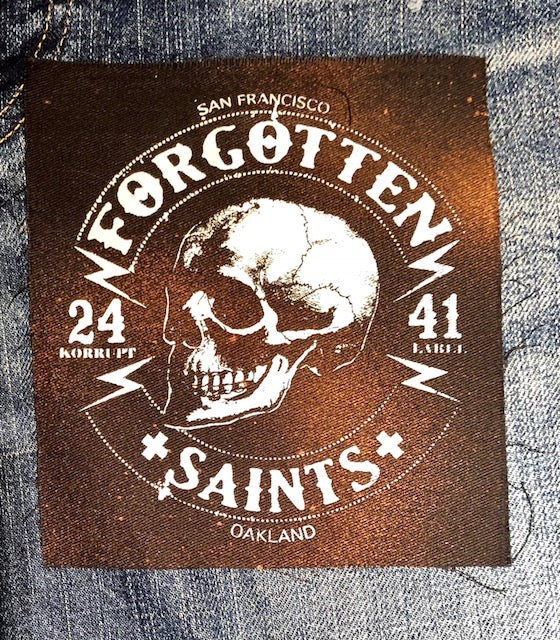 SAN FRANCISCO
FORGOTTEN
24
KORRUPT
41
LABEL
SAINTS
OAKLAND